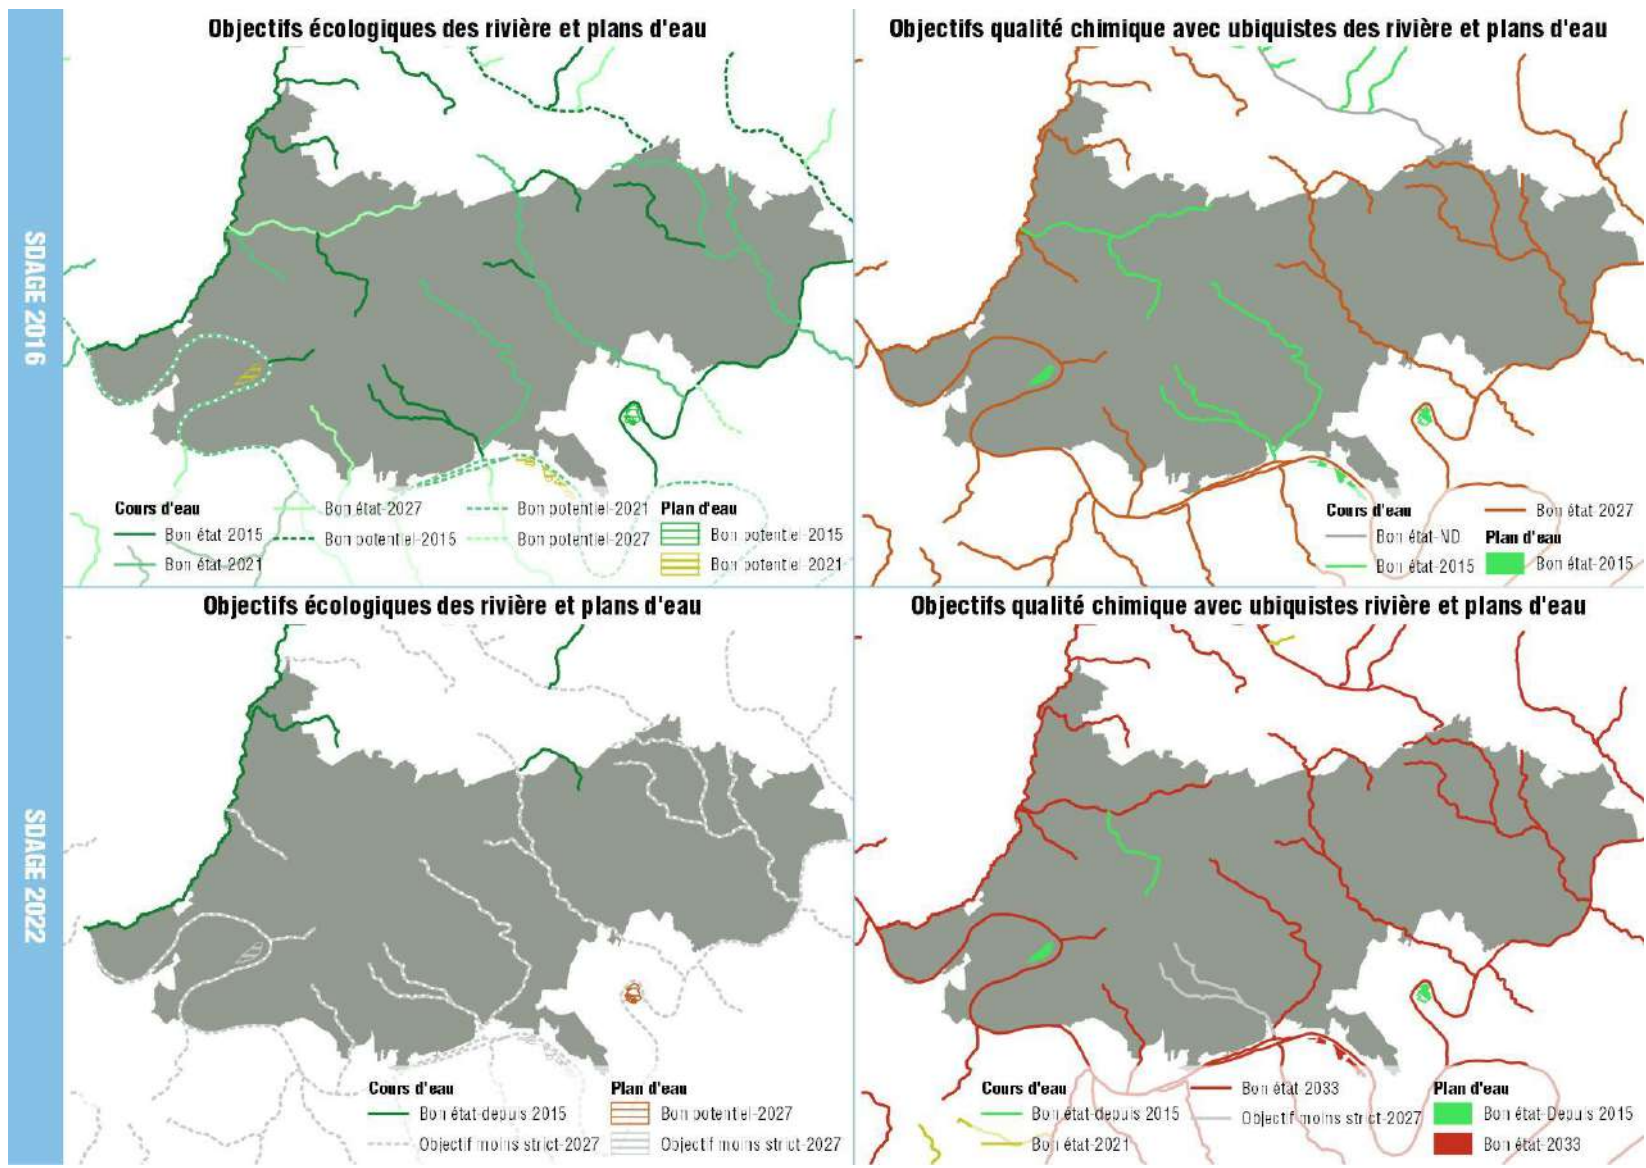 SDAGE 2016
Objectifs écologiques des rivière et plans d'eau
Cours d'eau
Bon état-2015
Bon état-2021
Bon état-2027
Bon potentiel-2015
Bon potentiel-2021
Bon potentiel-2027
Plan d'eau
Bon potentiel-2015
Bon potentiel-2021
Objectifs qualité chimique avec ubiquistes des rivière et plans d'eau
Cours d'eau
Bon état-ND
Bon état-2015
Bon état-2027
Plan d'eau
Bon état-2015
SDAGE 2022
Objectifs écologiques des rivière et plans d'eau
Cours d'eau
Bon état-depuis 2015
Objectif moins strict-2027
Plan d'eau
Bon potentiel-2027
Objectif moins strict-2027
Objectifs qualité chimique avec ubiquistes rivière et plans d'eau
Cours d'eau
Bon état-depuis 2015
Bon état-2021
Bon état-2033
Objectif moins strict-2027
Plan d'eau
Bon état-Depuis 2015
Bon état-2033